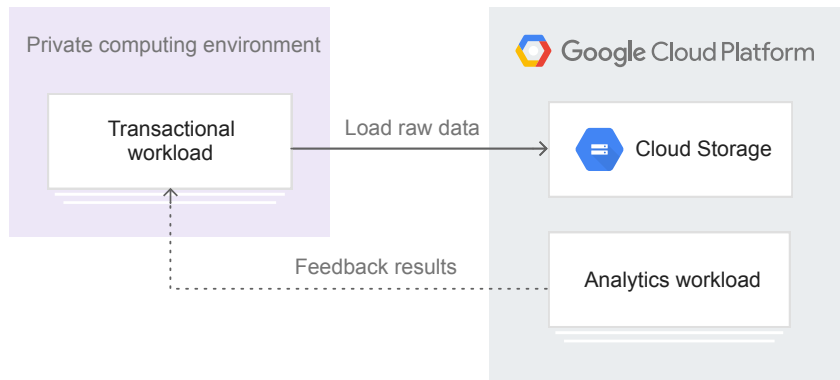 Private computing environment
Google Cloud Platform
Transactional
workload
Load raw data
Cloud Storage
Feedback results
Analytics workload